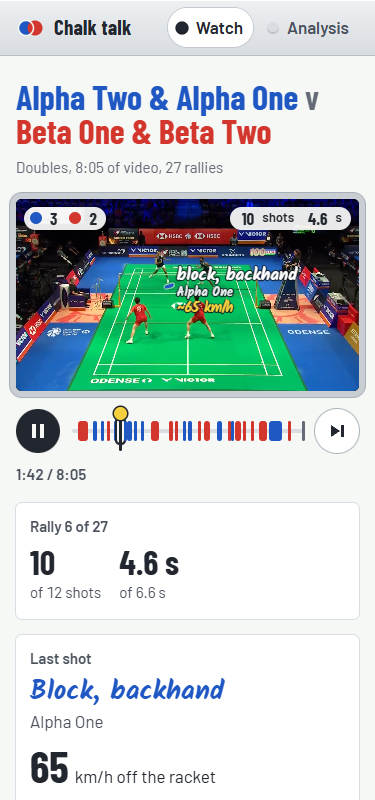 Chalk talk
Watch
Analysis
Alpha Two & Alpha One v
Beta One & Beta Two
Doubles, 8:05 of video, 27 rallies
3 2
10 shots 4.6 s
HSBC
VICTOR
block, backhand
Alpha One
65 km/h
ODENSE
ODENSE
VICTOR
1:42 / 8:05
Rally 6 of 27
10 4.6 s
of 12 shots of 6.6 s
Last shot
Block, backhand
Alpha One
65 km/h off the racket